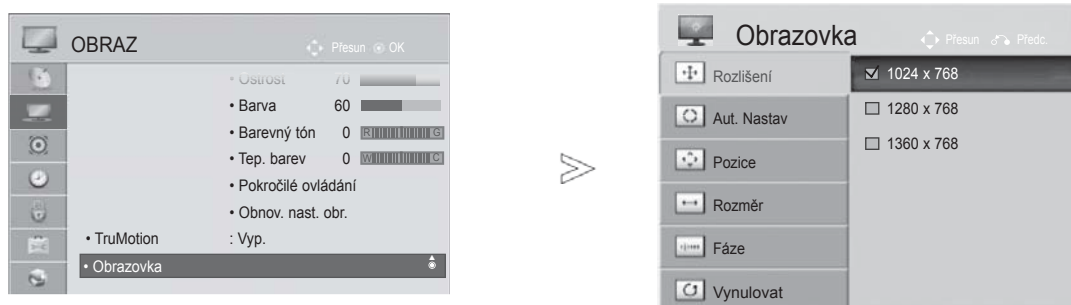 OBRAZ
Přesun OK
• Ostrost 70
• Barva 60
• Barevný tón 0 R G
• Tep. barev 0 W C
• Pokročilé ovládání
• Obnov. nast. obr.
• TruMotion : Vyp.
• Obrazovka
Obrazovka
Přesun Předc.
Rozlišení
Aut. Nastav
Pozice
Rozměr
Fáze
Vynulovat
1024 x 768
1280 x 768
1360 x 768